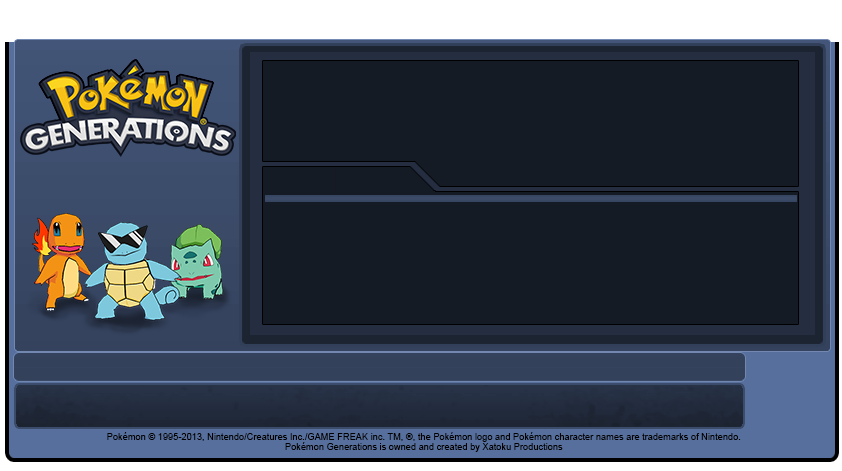 POKéMON
GENERATIONS
®
Pokémon © 1995-2013, Nintendo/Creatures Inc./GAME FREAK inc. TM, ®, the Pokémon logo and Pokémon character names are trademarks of Nintendo.
Pokémon Generations is owned and created by Xatoku Productions